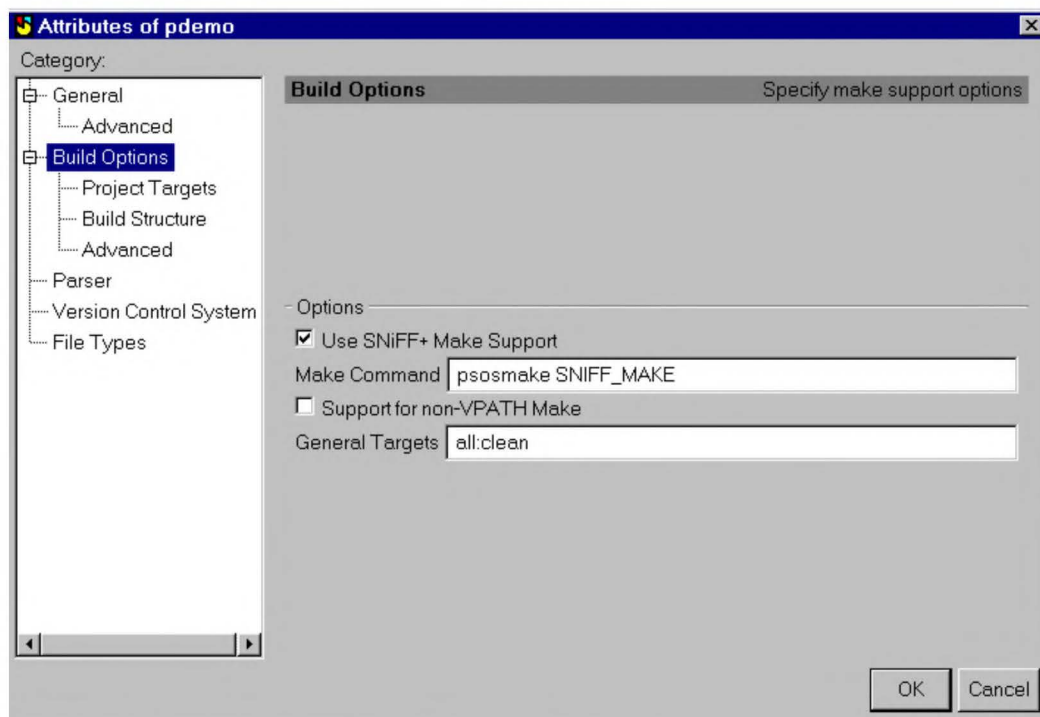 Attributes of pdemo
Category:
General
Advanced
Build Options
Project Targets
Build Structure
Advanced
Parser
Version Control System
File Types
Build Options Specify make support options
Options
Use SNiFF+ Make Support
Make Command psosmake SNIFF_MAKE
Support for non-VPATH Make
General Targets all:clean
OK Cancel